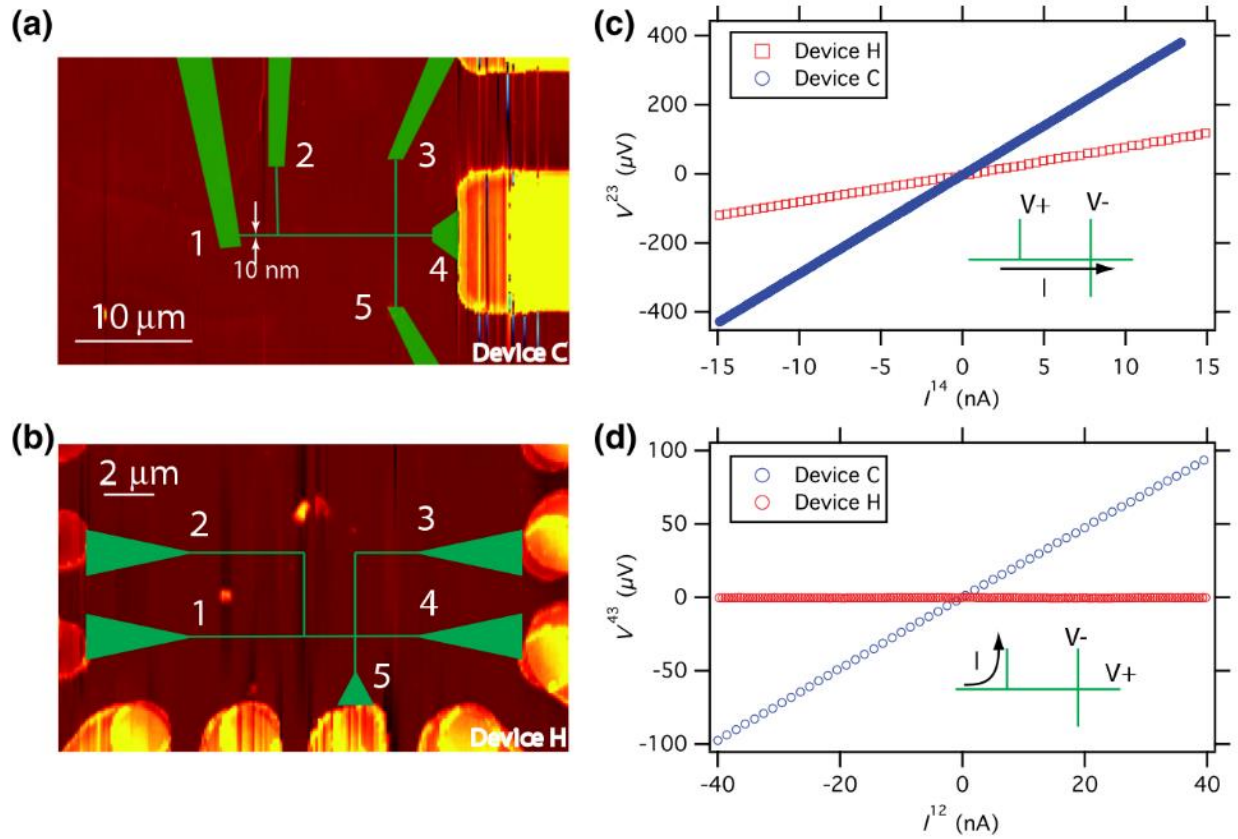 (a)
1
2
3
4
5
10 nm
10 μm
Device C
(b)
2 μm
2
3
1
4
5
Device H
(c)
Device H
Device C
400
200
0
-200
-400
V²³ (μV)
V+
V-
I
-15
-10
-5
0
5
10
15
I¹⁴ (nA)
(d)
Device C
Device H
100
50
0
-50
-100
V⁴³ (μV)
V-
I
V+
-40
-20
0
20
40
I¹² (nA)